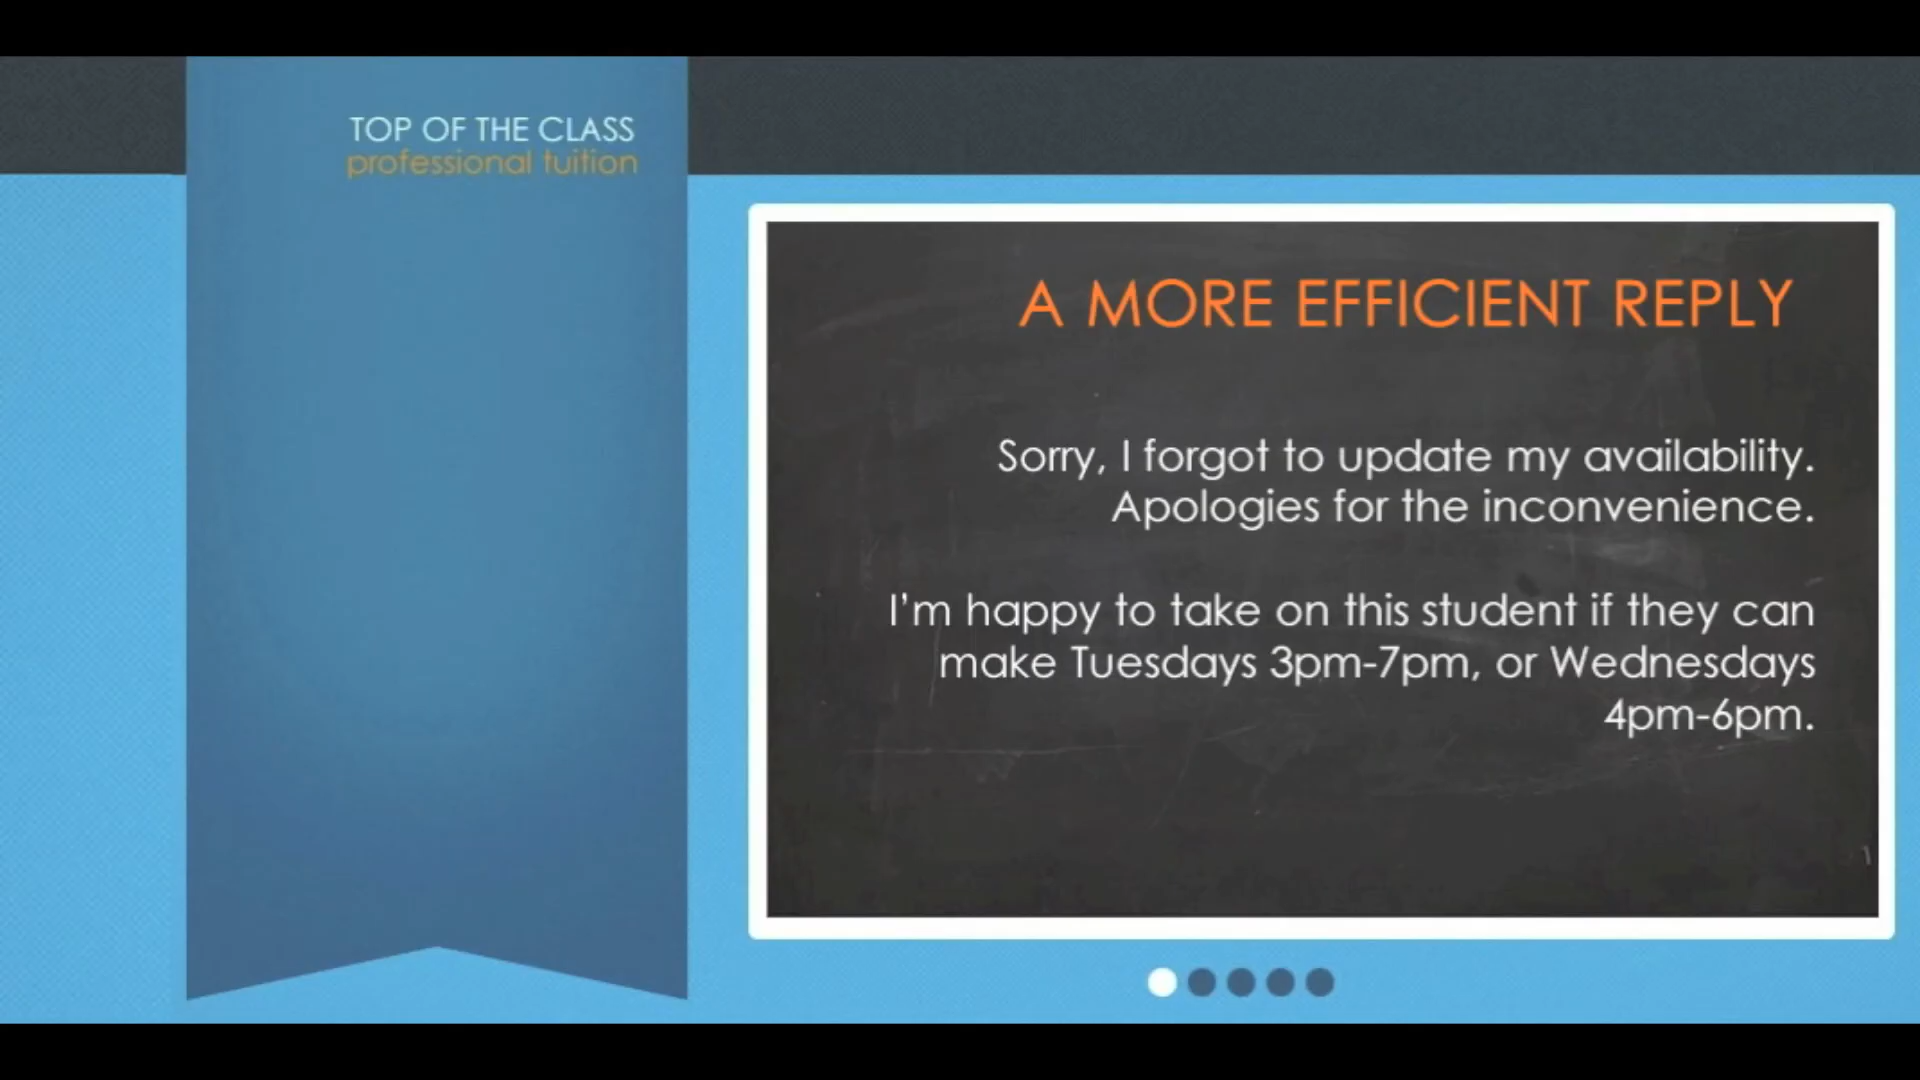 TOP OF THE CLASS
professional tuition
A MORE EFFICIENT REPLY
Sorry, I forgot to update my availability.
Apologies for the inconvenience.
I'm happy to take on this student if they can
make Tuesdays 3pm-7pm, or Wednesdays
4pm-6pm.